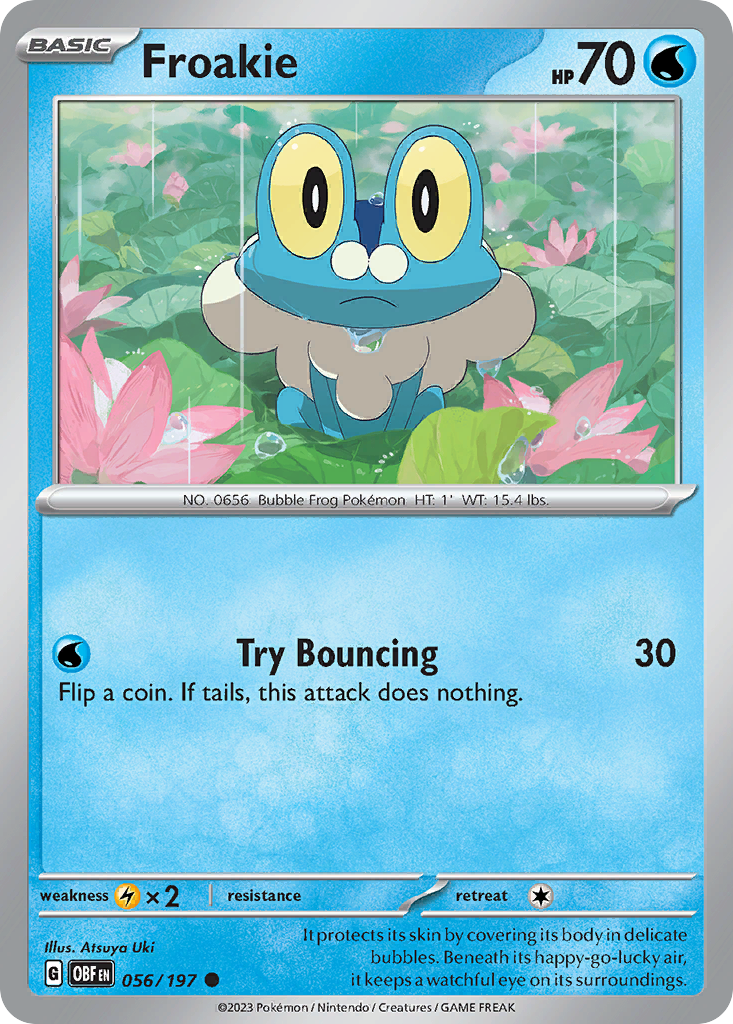 BASIC
Froakie
HP 70
NO. 0656 Bubble Frog Pokémon HT: 1' WT: 15.4 lbs.
Try Bouncing 30
Flip a coin. If tails, this attack does nothing.
weakness ×2 resistance retreat
Illus. Atsuya Uki
It protects its skin by covering its body in delicate
bubbles. Beneath its happy-go-lucky air,
it keeps a watchful eye on its surroundings.
G OBF EN 056/197
©2023 Pokémon / Nintendo / Creatures / GAME FREAK